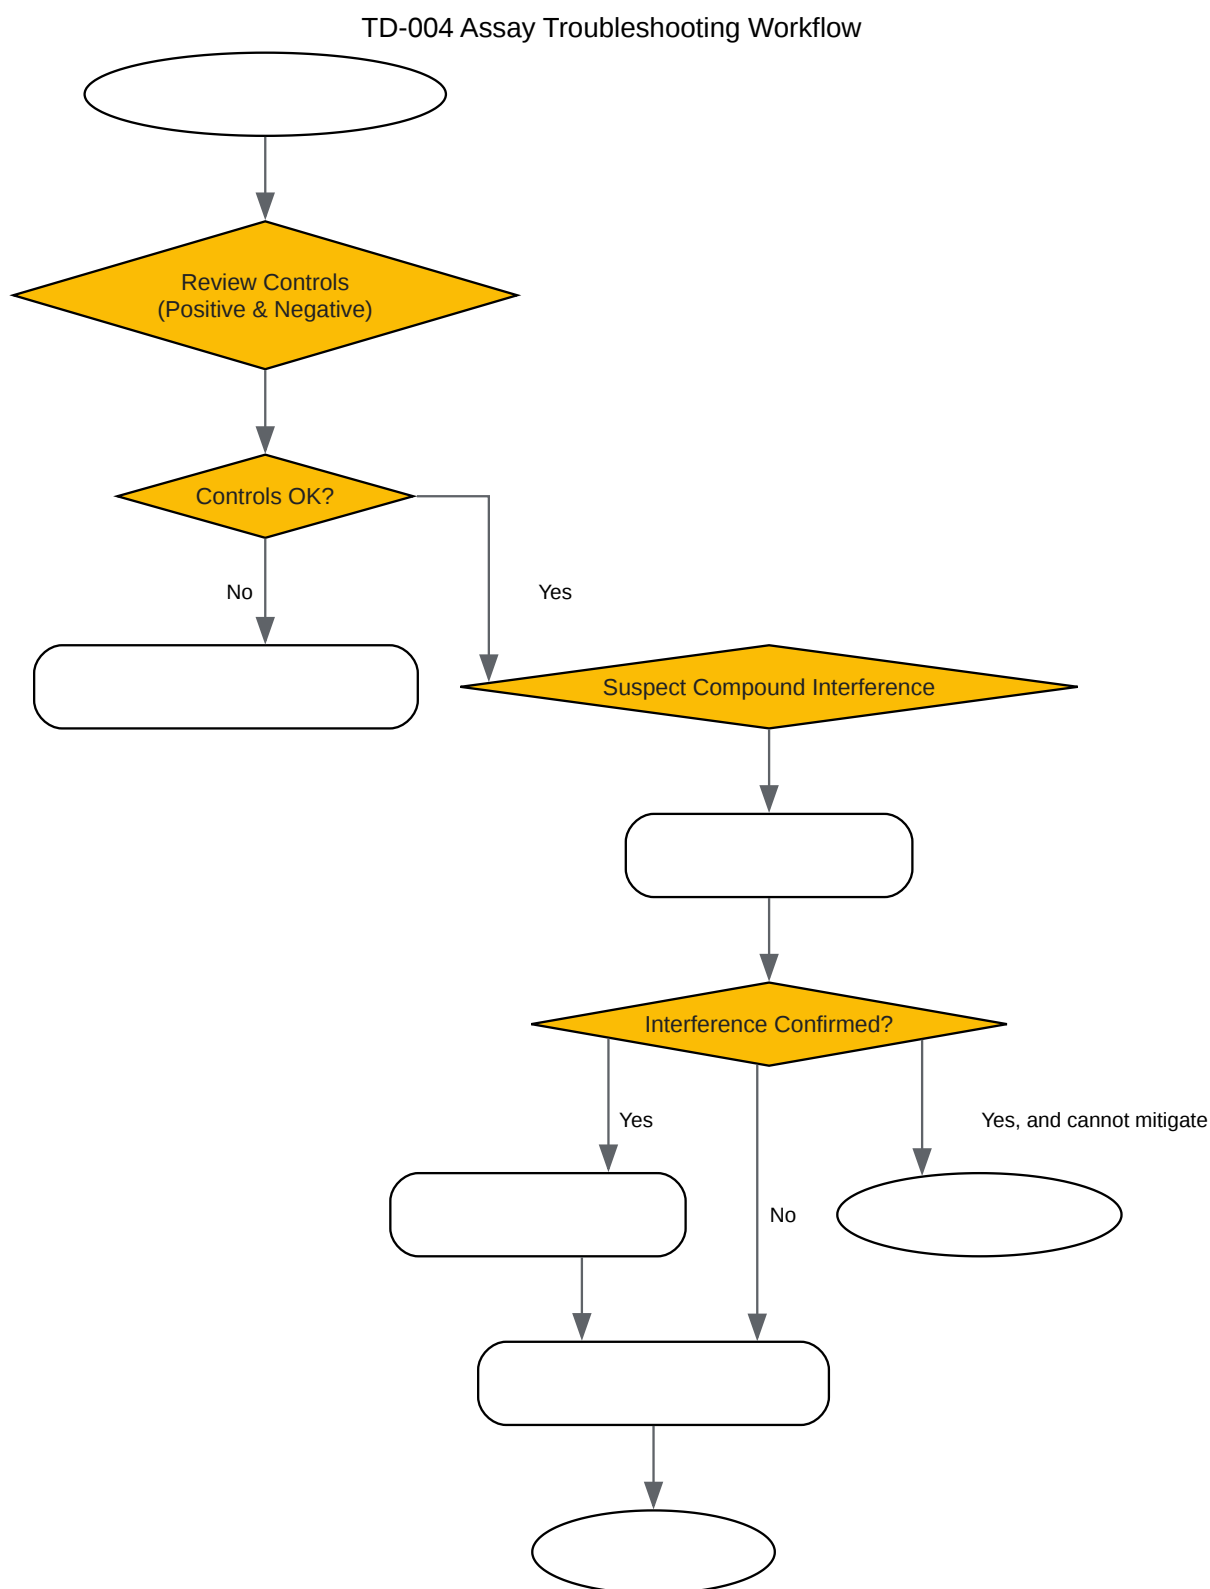 TD-004 Assay Troubleshooting Workflow
Review Controls
(Positive & Negative)
Controls OK?
No
Yes
Suspect Compound Interference
Interference Confirmed?
Yes
Yes, and cannot mitigate
No